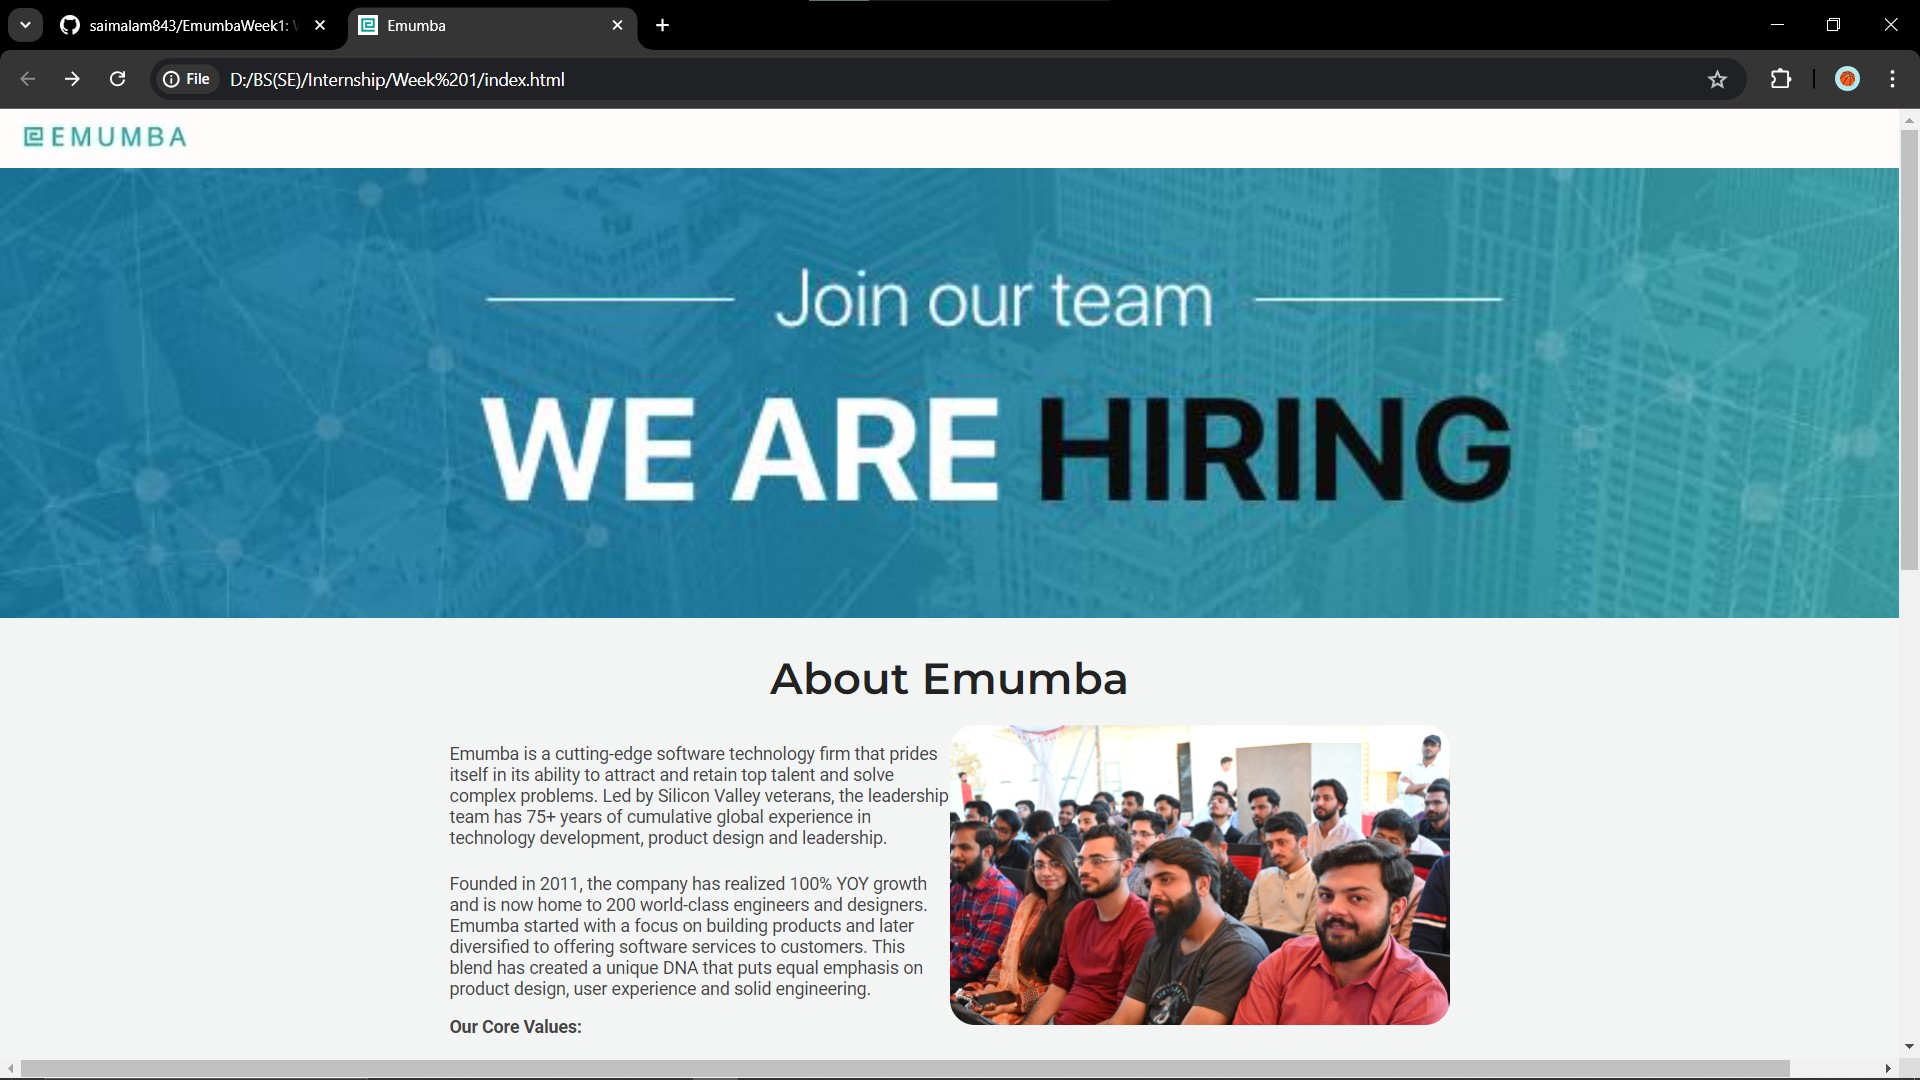 saimalam843/EmumbaWeek1:
Emumba
File
D:/BS(SE)/Internship/Week%201/index.html
EMUMBA
Join our team
WE ARE HIRING
About Emumba
Emumba is a cutting-edge software technology firm that prides
itself in its ability to attract and retain top talent and solve
complex problems. Led by Silicon Valley veterans, the leadership
team has 75+ years of cumulative global experience in
technology development, product design and leadership.
Founded in 2011, the company has realized 100% YOY growth
and is now home to 200 world-class engineers and designers.
Emumba started with a focus on building products and later
diversified to offering software services to customers. This
blend has created a unique DNA that puts equal emphasis on
product design, user experience and solid engineering.
Our Core Values: